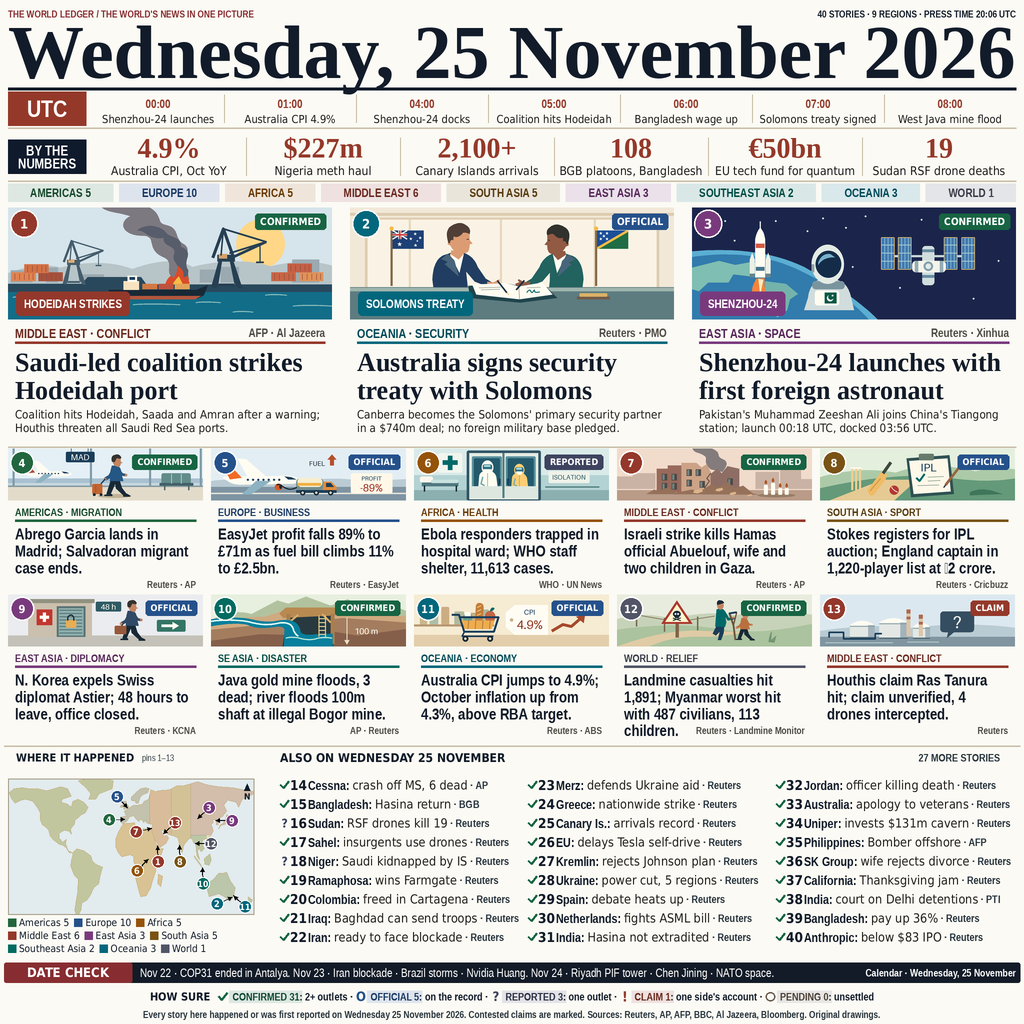 THE WORLD LEDGER / THE WORLD'S NEWS IN ONE PICTURE
40 STORIES · 9 REGIONS · PRESS TIME 20:06 UTC
Wednesday, 25 November 2026
UTC
00:00
Shenzhou-24 launches
01:00
Australia CPI 4.9%
04:00
Shenzhou-24 docks
05:00
Coalition hits Hodeidah
06:00
Bangladesh wage up
07:00
Solomons treaty signed
08:00
West Java mine flood
BY THE
NUMBERS
4.9%
Australia CPI, Oct YoY
$227m
Nigeria meth haul
2,100+
Canary Islands arrivals
108
BGB platoons, Bangladesh
€50bn
EU tech fund for quantum
19
Sudan RSF drone deaths
AMERICAS 5
EUROPE 10
AFRICA 5
MIDDLE EAST 6
SOUTH ASIA 5
EAST ASIA 3
SOUTHEAST ASIA 2
OCEANIA 3
WORLD 1
1
CONFIRMED
HODEIDAH STRIKES
MIDDLE EAST · CONFLICT
AFP · Al Jazeera
Saudi-led coalition strikes
Hodeidah port
Coalition hits Hodeidah, Saada and Amran after a warning;
Houthis threaten all Saudi Red Sea ports.
2
OFFICIAL
SOLOMONS TREATY
OCEANIA · SECURITY
Reuters · PMO
Australia signs security
treaty with Solomons
Canberra becomes the Solomons' primary security partner
in a $740m deal; no foreign military base pledged.
3
CONFIRMED
SHENZHOU-24
EAST ASIA · SPACE
Reuters · Xinhua
Shenzhou-24 launches with
first foreign astronaut
Pakistan's Muhammad Zeeshan Ali joins China's Tiangong
station; launch 00:18 UTC, docked 03:56 UTC.
4
MAD
CONFIRMED
AMERICAS · MIGRATION
Abrego Garcia lands in
Madrid; Salvadoran migrant
case ends.
Reuters · AP
5
FUEL
OFFICIAL
PROFIT
-89%
EUROPE · BUSINESS
EasyJet profit falls 89% to
£71m as fuel bill climbs 11%
to £2.5bn.
Reuters · EasyJet
6
REPORTED
ISOLATION
AFRICA · HEALTH
Ebola responders trapped in
hospital ward; WHO staff
shelter, 11,613 cases.
WHO · UN News
7
CONFIRMED
MIDDLE EAST · CONFLICT
Israeli strike kills Hamas
official Abuelouf, wife and
two children in Gaza.
Reuters · AP
8
IPL
OFFICIAL
SOUTH ASIA · SPORT
Stokes registers for IPL
auction; England captain in
1,220-player list at 2 crore.
Reuters · Cricbuzz
9
48 h
OFFICIAL
EAST ASIA · DIPLOMACY
N. Korea expels Swiss
diplomat Astier; 48 hours to
leave, office closed.
Reuters · KCNA
10
CONFIRMED
100 m
SE ASIA · DISASTER
Java gold mine floods, 3
dead; river floods 100m
shaft at illegal Bogor mine.
AP · Reuters
11
CPI
4.9%
OFFICIAL
OCEANIA · ECONOMY
Australia CPI jumps to 4.9%;
October inflation up from
4.3%, above RBA target.
Reuters · ABS
12
CONFIRMED
WORLD · RELIEF
Landmine casualties hit
1,891; Myanmar worst hit
with 487 civilians, 113
children.
Reuters · Landmine Monitor
13
CLAIM
?
MIDDLE EAST · CONFLICT
Houthis claim Ras Tanura
hit; claim unverified, 4
drones intercepted.
Reuters
WHERE IT HAPPENED pins 1–13
N
5
4
7
13
3
9
12
6
1
8
10
2
11
Americas 5 Europe 10 Africa 5
Middle East 6 East Asia 3 South Asia 5
Southeast Asia 2 Oceania 3 World 1
ALSO ON WEDNESDAY 25 NOVEMBER
27 MORE STORIES
✓14 Cessna: crash off MS, 6 dead · AP
✓15 Bangladesh: Hasina return · BGB
? 16 Sudan: RSF drones kill 19 · Reuters
✓17 Sahel: insurgents use drones · Reuters
? 18 Niger: Saudi kidnapped by IS · Reuters
✓19 Ramaphosa: wins Farmgate · Reuters
✓20 Colombia: freed in Cartagena · Reuters
✓21 Iraq: Baghdad can send troops · Reuters
✓22 Iran: ready to face blockade · Reuters
✓23 Merz: defends Ukraine aid · Reuters
✓24 Greece: nationwide strike · Reuters
✓25 Canary Is.: arrivals record · Reuters
✓26 EU: delays Tesla self-drive · Reuters
✓27 Kremlin: rejects Johnson plan · Reuters
✓28 Ukraine: power cut, 5 regions · Reuters
✓29 Spain: debate heats up · Reuters
✓30 Netherlands: fights ASML bill · Reuters
✓31 India: Hasina not extradited · Reuters
✓32 Jordan: officer killing death · Reuters
✓33 Australia: apology to veterans · Reuters
✓34 Uniper: invests $131m cavern · Reuters
✓35 Philippines: Bomber offshore · AFP
✓36 SK Group: wife rejects divorce · Reuters
✓37 California: Thanksgiving jam · Reuters
✓38 India: court on Delhi detentions · PTI
✓39 Bangladesh: pay up 36% · Reuters
✓40 Anthropic: below $83 IPO · Reuters
DATE CHECK
Nov 22 · COP31 ended in Antalya. Nov 23 · Iran blockade · Brazil storms · Nvidia Huang. Nov 24 · Riyadh PIF tower · Chen Jining · NATO space.
Calendar · Wednesday, 25 November
HOW SURE ✓ CONFIRMED 31: 2+ outlets · O OFFICIAL 5: on the record · ? REPORTED 3: one outlet · ! CLAIM 1: one side's account · ○ PENDING 0: unsettled
Every story here happened or was first reported on Wednesday 25 November 2026. Contested claims are marked. Sources: Reuters, AP, AFP, BBC, Al Jazeera, Bloomberg. Original drawings.